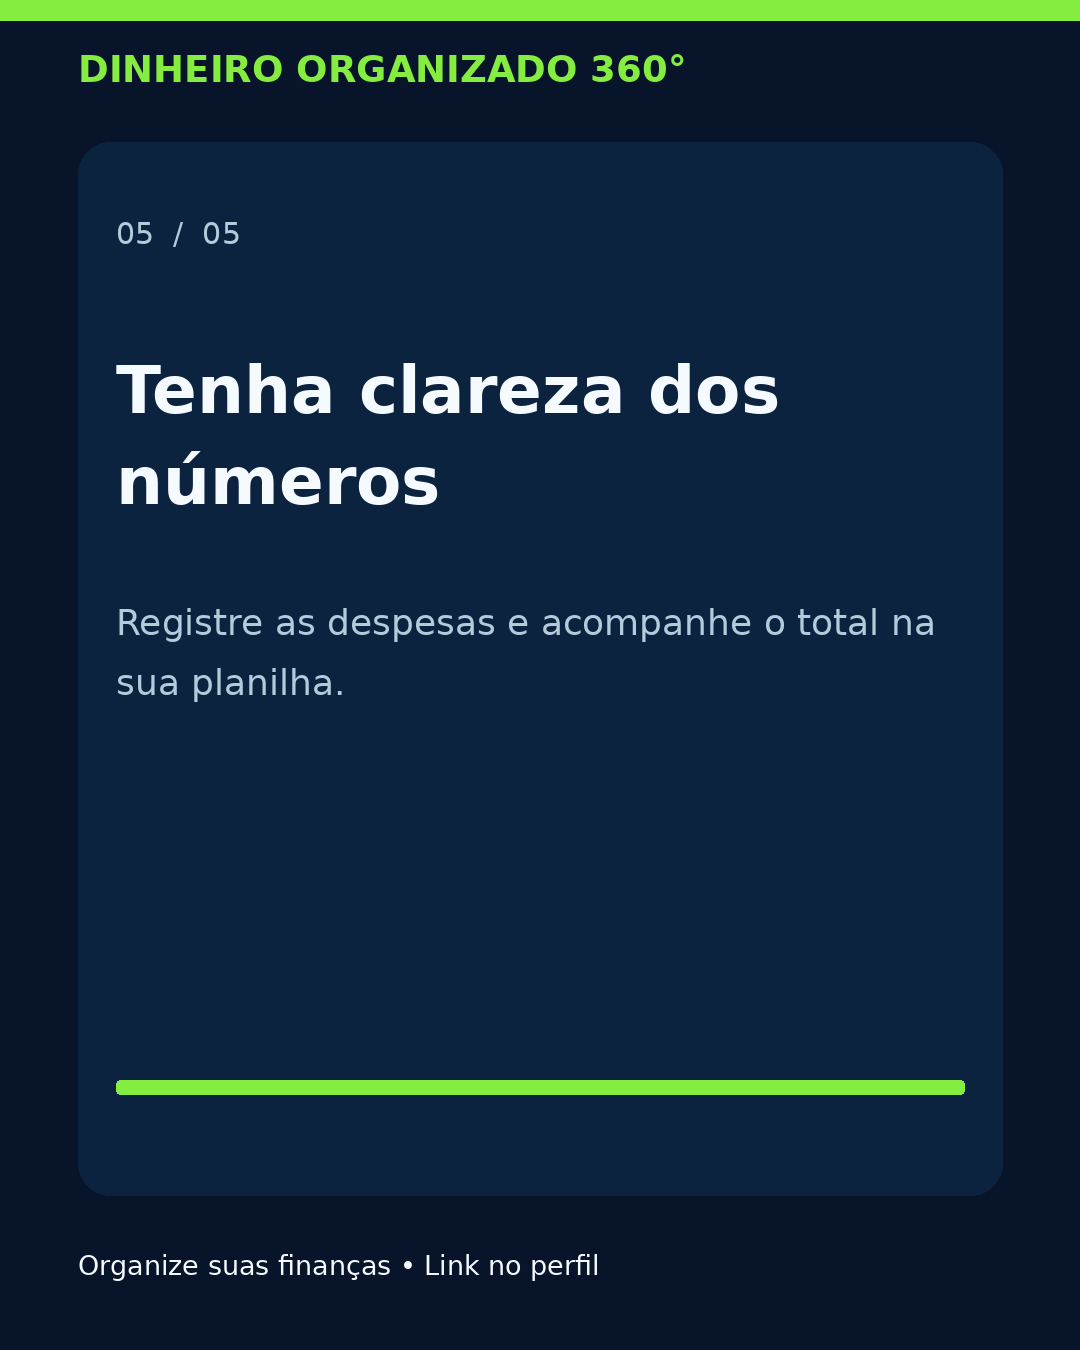 DINHEIRO ORGANIZADO 360°
05 / 05
Tenha clareza dos
números
Registre as despesas e acompanhe o total na
sua planilha.
Organize suas finanças • Link no perfil